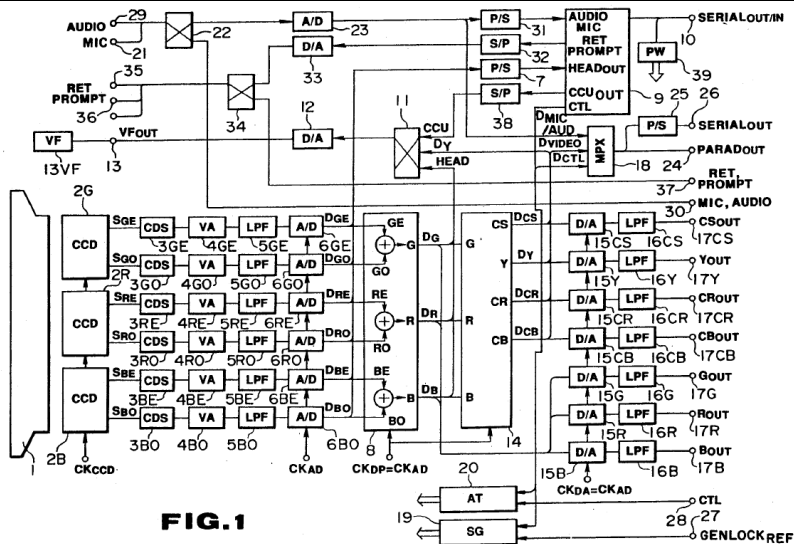 29 22 23 31
AUDIO A/D P/S AUDIO SERIALOUT/IN
MIC MIC 10
21 D/A S/P RET PROMPT PW
35 33 32 39
RET PROMPT P/S HEADOUT
7 9
36 34 12 11 S/P CCUOUT 25 26
38 CTL
VF VFOUT D/A CCU DMIC/AUD P/S SERIALOUT
13VF 13 DY DVIDEO MPX PARADOUT
HEAD DCTL 18 24
RET, PROMPT
37
MIC, AUDIO
30
2G
SGE CDS VA LPF A/D DGE GE CS DCS D/A LPF CSOUT
3GE 4GE 5GE 6GE 15CS 16CS 17CS
CCD G DG G
SGO CDS VA LPF A/D DGO GO Y DY D/A LPF YOUT
3GO 4GO 5GO 6GO 15Y 16Y 17Y
2R
SRE CDS VA LPF A/D DRE RE CR DCR D/A LPF CROUT
3RE 4RE 5RE 6RE 15CR 16CR 17CR
CCD R DR R
SRO CDS VA LPF A/D DRO RO CB DCB D/A LPF CBOUT
3RO 4RO 5RO 6RO 15CB 16CB 17CB
SBE CDS VA LPF A/D DBE BE D/A LPF GOUT
3BE 4BE 5BE 6BE 15G 16G 17G
CCD B DB B
SBO CDS VA LPF A/D DBO BO D/A LPF ROUT
3BO 4BO 5BO 6BO 15R 16R 17R
1 2B 8 14
D/A LPF BOUT
15B 16B 17B
CKCCD CKAD CKDP=CKAD CKDA=CKAD
20
AT CTL
19 28 27
SG GENLOCKREF
FIG.1